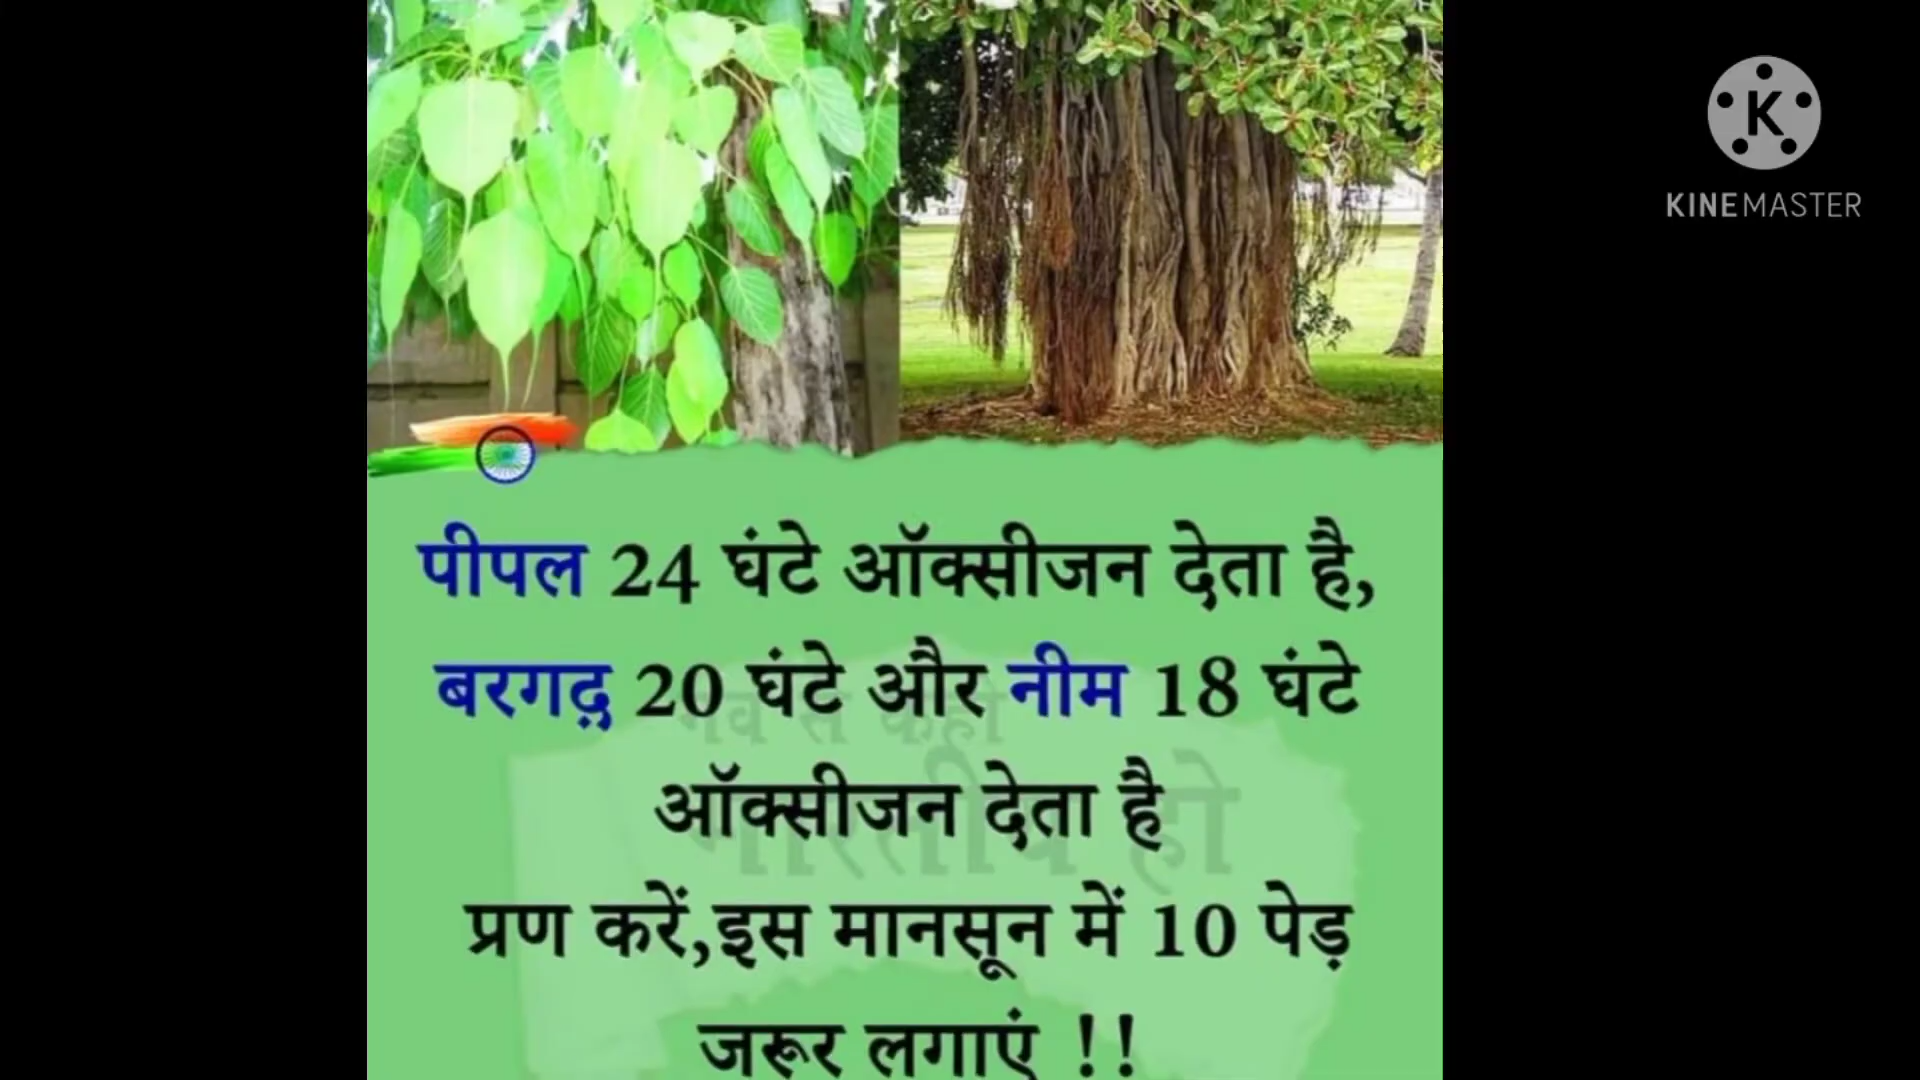 K
KINEMASTER
पीपल 24 घंटे ऑक्सीजन देता है,
बरगद़ 20 घंटे और नीम 18 घंटे
ऑक्सीजन देता है
प्रण करें,इस मानसून में 10 पेड़
जरूर लगाएं !!